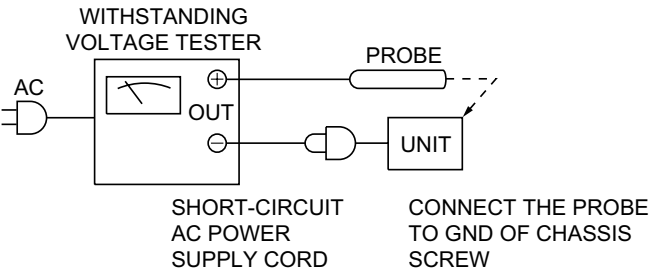 WITHSTANDING
VOLTAGE TESTER
PROBE
AC
OUT
UNIT
SHORT-CIRCUIT
AC POWER
SUPPLY CORD
CONNECT THE PROBE
TO GND OF CHASSIS
SCREW